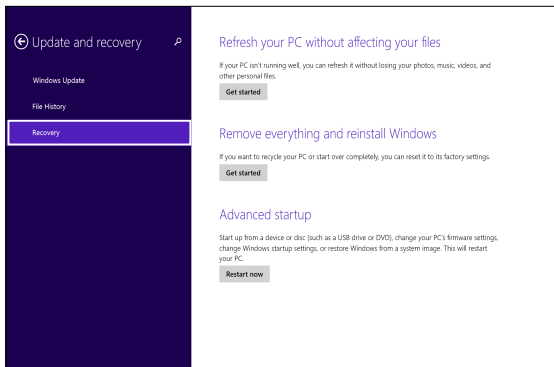 Update and recovery
Windows Update
File History
Recovery
Refresh your PC without affecting your files
If your PC isn't running well, you can refresh it without losing your photos, music, videos, and
other personal files.
Get started
Remove everything and reinstall Windows
If you want to recycle your PC or start over completely, you can reset it to its factory settings.
Get started
Advanced startup
Start up from a device or disc (such as a USB drive or DVD), change your PC's firmware settings,
change Windows startup settings, or restore Windows from a system image. This will restart
your PC.
Restart now